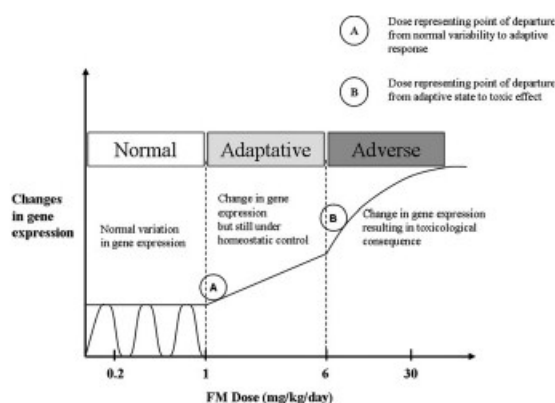 A
Dose representing point of departure
from normal variability to adaptive
response
B
Dose representing point of departure
from adaptive state to toxic effect
Normal
Adaptative
Adverse
Changes
in gene
expression
Normal variation
in gene expression
Change in gene
expression
but still under
homeostatic control
Change in gene expression
resulting in toxicological
consequence
B
A
0.2
1
6
30
FM Dose (mg/kg/day)